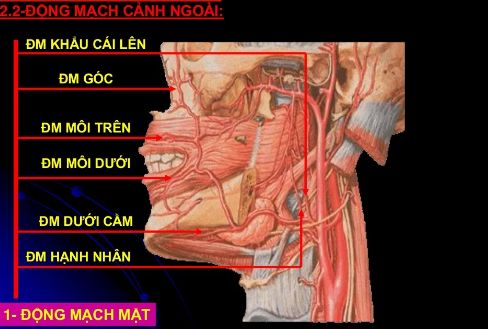 2.2-ĐỘNG MẠCH CẢNH NGOÀI:
ĐM KHẨU CÁI LÊN
ĐM GÓC
ĐM MÔI TRÊN
ĐM MÔI DƯỚI
ĐM DƯỚI CẰM
ĐM HẠNH NHÂN
1- ĐỘNG MẠCH MẶT